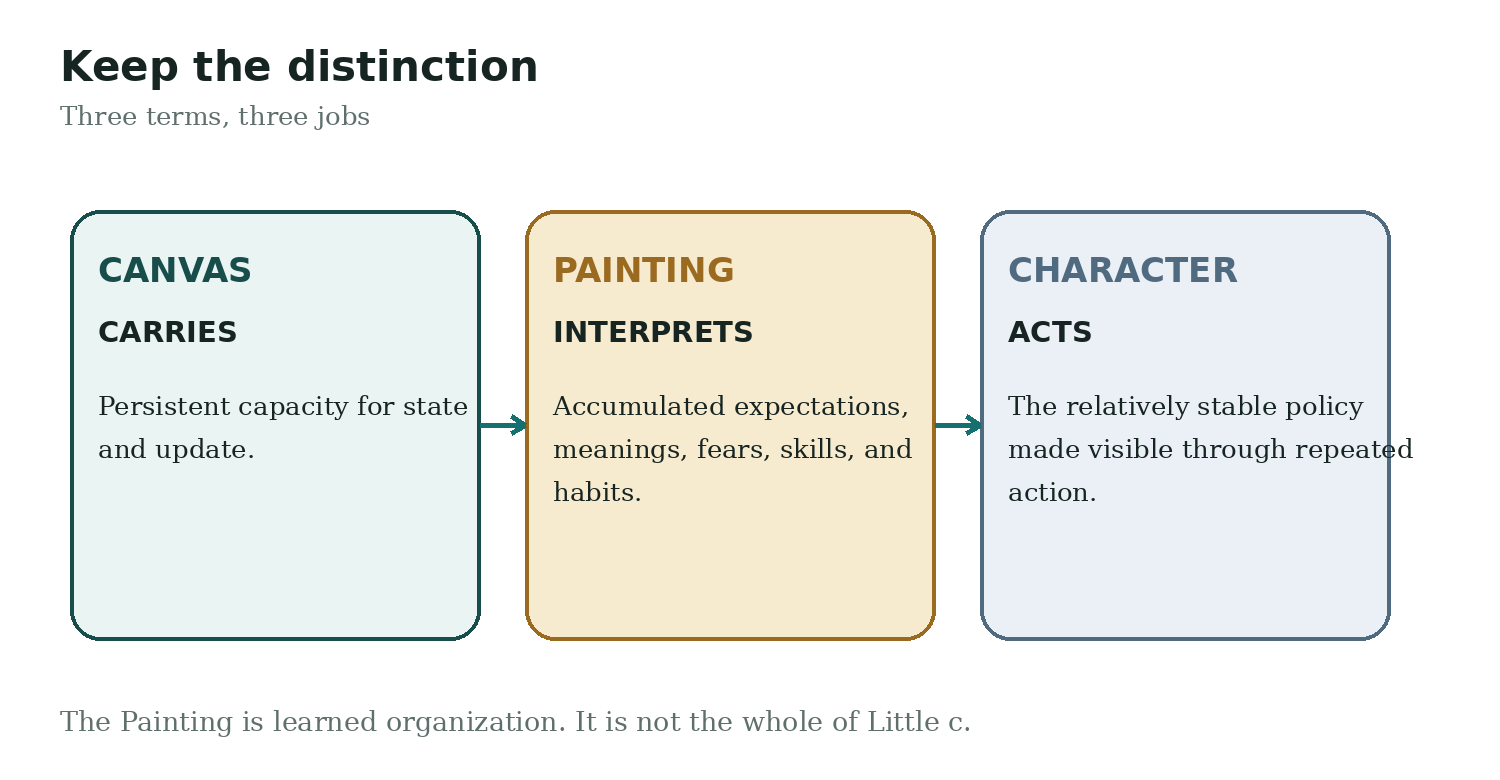 Keep the distinction
Three terms, three jobs
CANVAS
CARRIES
Persistent capacity for state
and update.
PAINTING
INTERPRETS
Accumulated expectations,
meanings, fears, skills, and
habits.
CHARACTER
ACTS
The relatively stable policy
made visible through repeated
action.
The Painting is learned organization. It is not the whole of Little c.